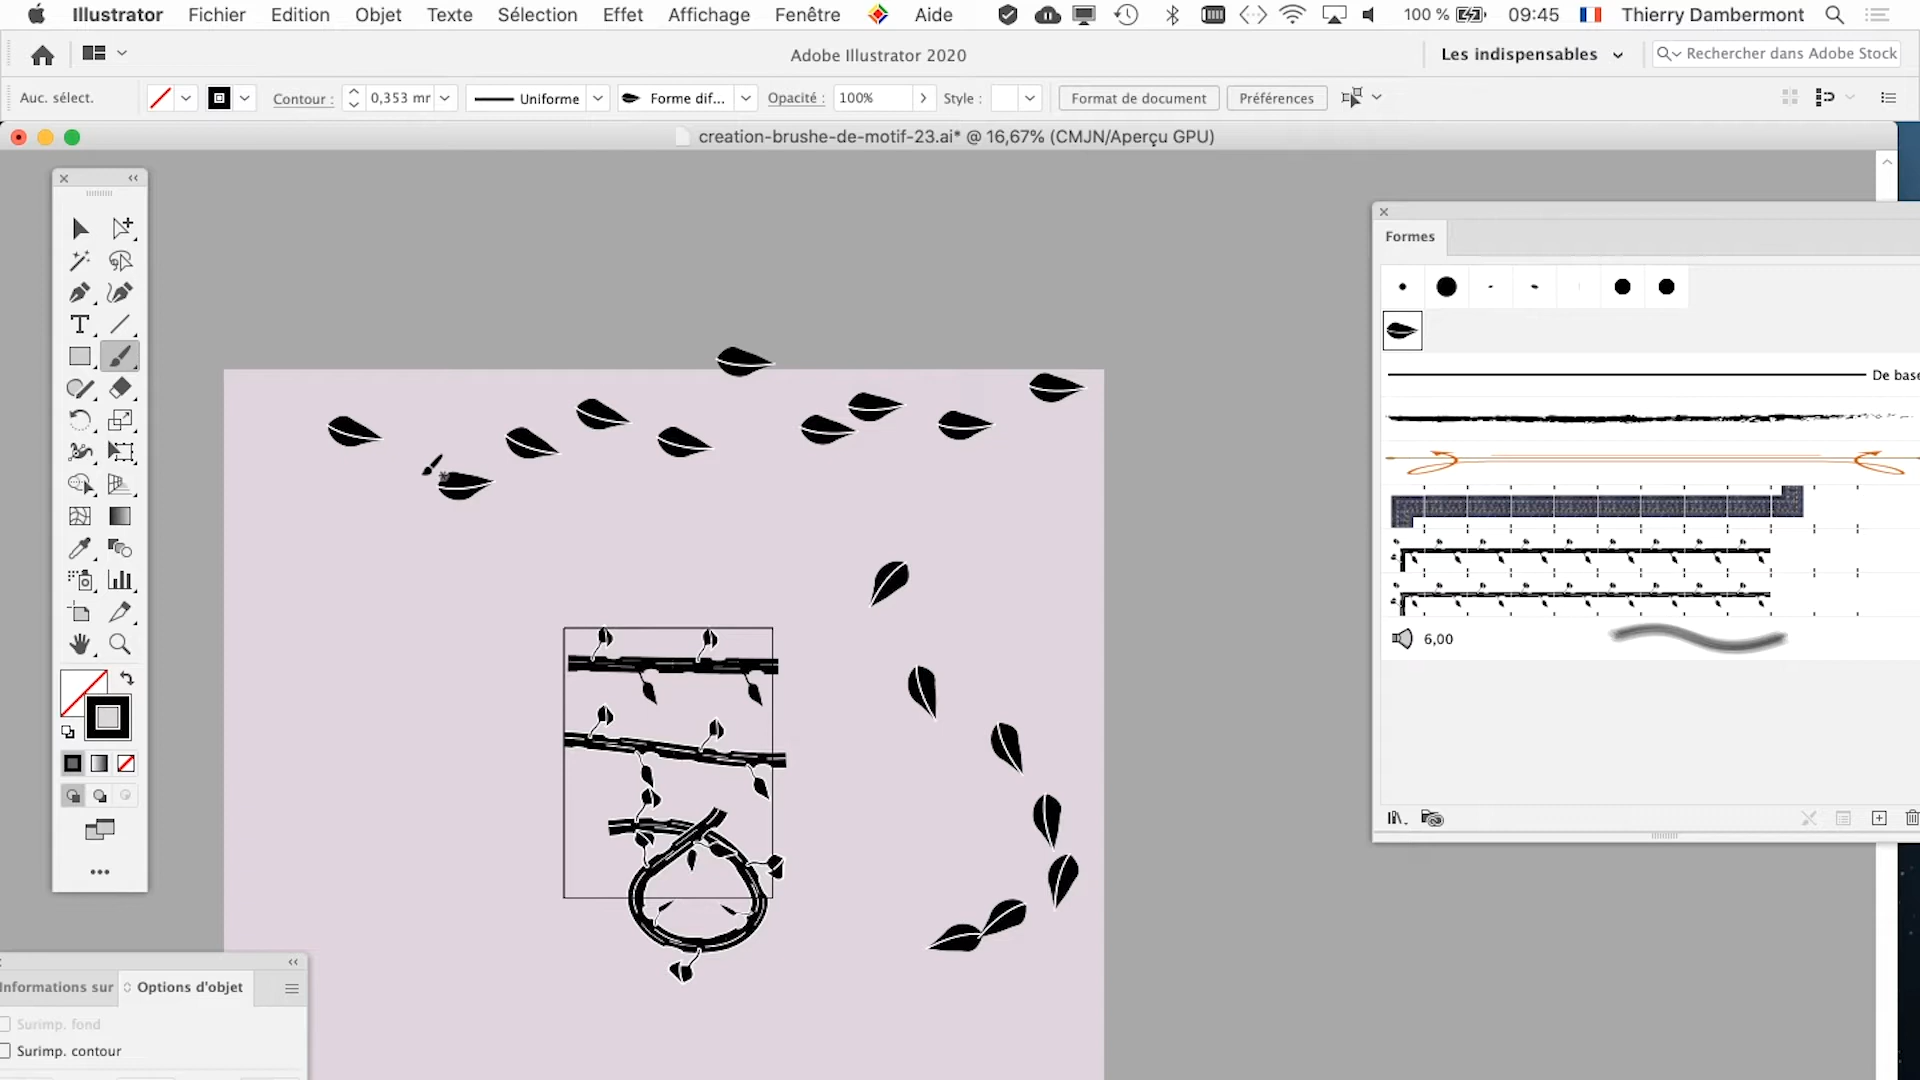 Illustrator Fichier Edition Objet Texte Sélection Effet Affichage Fenêtre Aide 100 % 09:45 Thierry Dambermont
Adobe Illustrator 2020 Les indispensables Rechercher dans Adobe Stock
Auc. sélect. Contour : 0,353 mr Uniforme Forme dif... Opacité : 100% Style : Format de document Préférences
creation-brushe-de-motif-23.ai* @ 16,67% (CMJN/Aperçu GPU)
Formes
De base
6,00
Informations sur Options d'objet
Surimp. fond
Surimp. contour